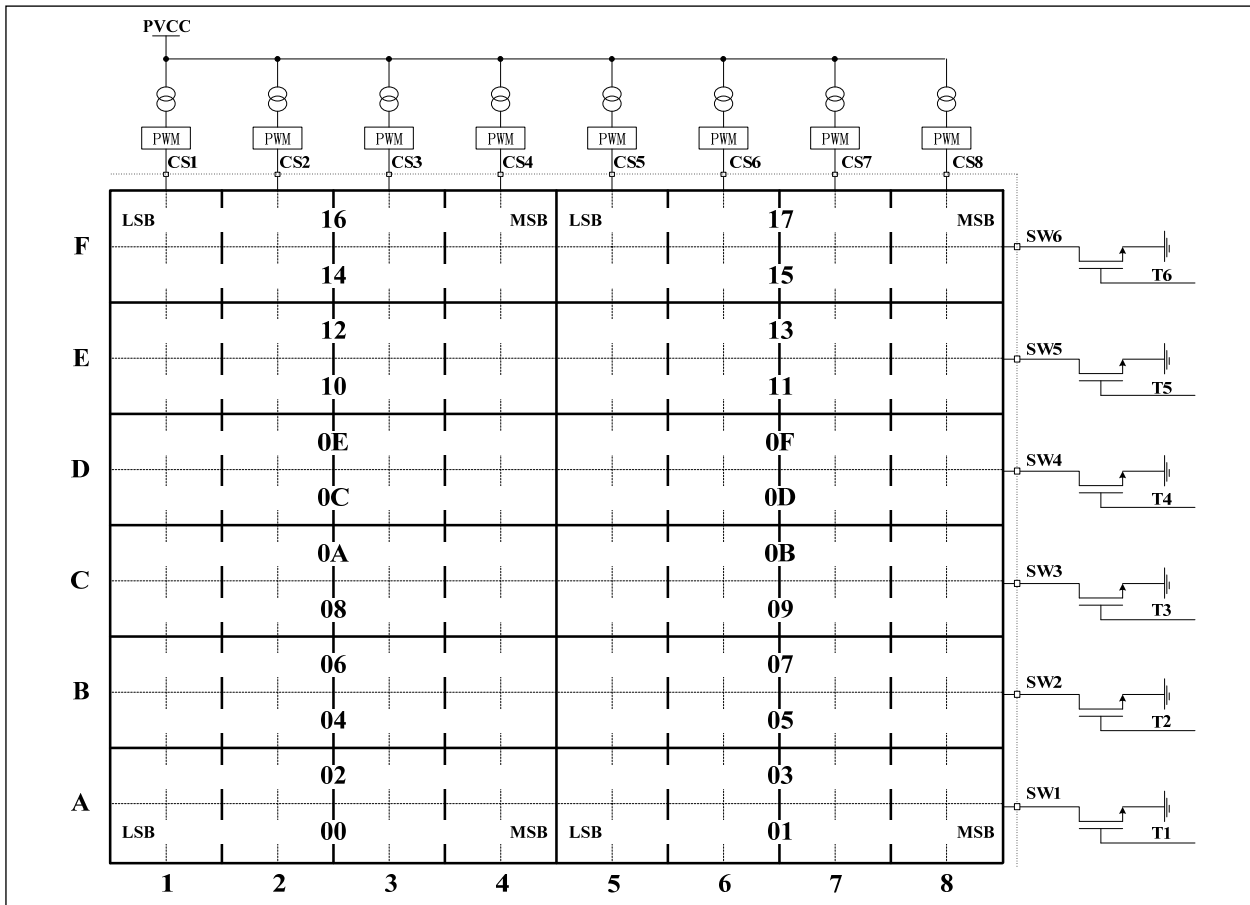 PVCC
PWM PWM PWM PWM PWM PWM PWM PWM
CS1 CS2 CS3 CS4 CS5 CS6 CS7 CS8
LSB 16 MSB LSB 17 MSB
F SW6
14 15 T6
12 13
E SW5
10 11 T5
0E 0F
D SW4
0C 0D T4
0A 0B
C SW3
08 09 T3
06 07
B SW2
04 05 T2
02 03
A SW1
LSB 00 MSB LSB 01 MSB T1
1 2 3 4 5 6 7 8